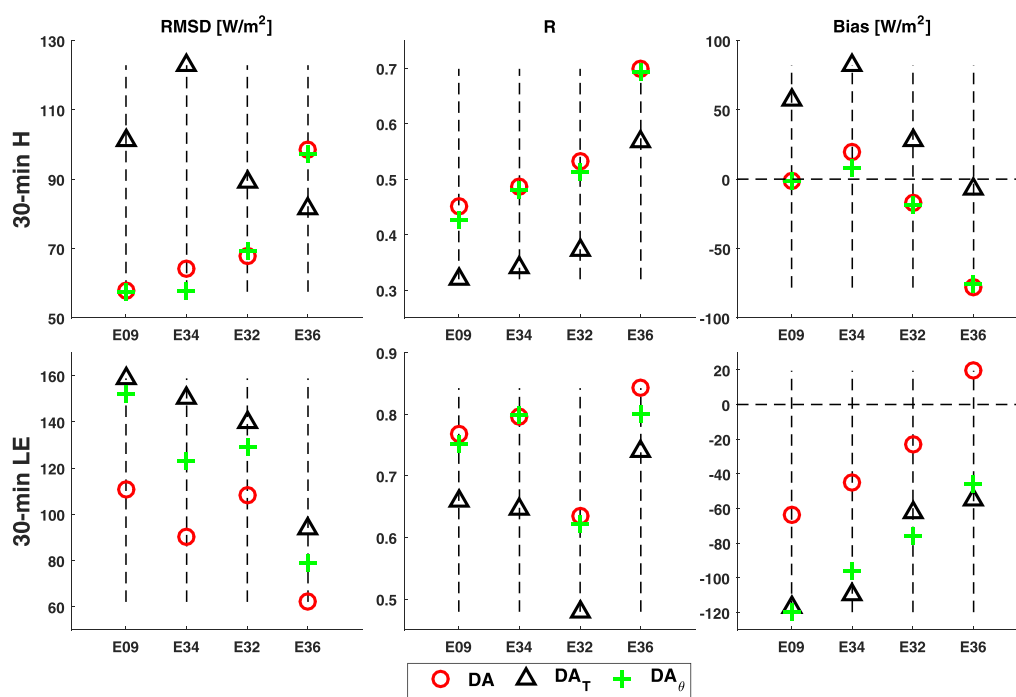 RMSD [W/m²]
R
Bias [W/m²]
30-min H
130
110
90
70
50
E09 E34 E32 E36
0.7
0.6
0.5
0.4
0.3
E09 E34 E32 E36
100
50
0
-50
-100
E09 E34 E32 E36
30-min LE
160
140
120
100
80
60
E09 E34 E32 E36
0.9
0.8
0.7
0.6
0.5
E09 E34 E32 E36
20
0
-20
-40
-60
-80
-100
-120
E09 E34 E32 E36
DA DA_T DA_θ